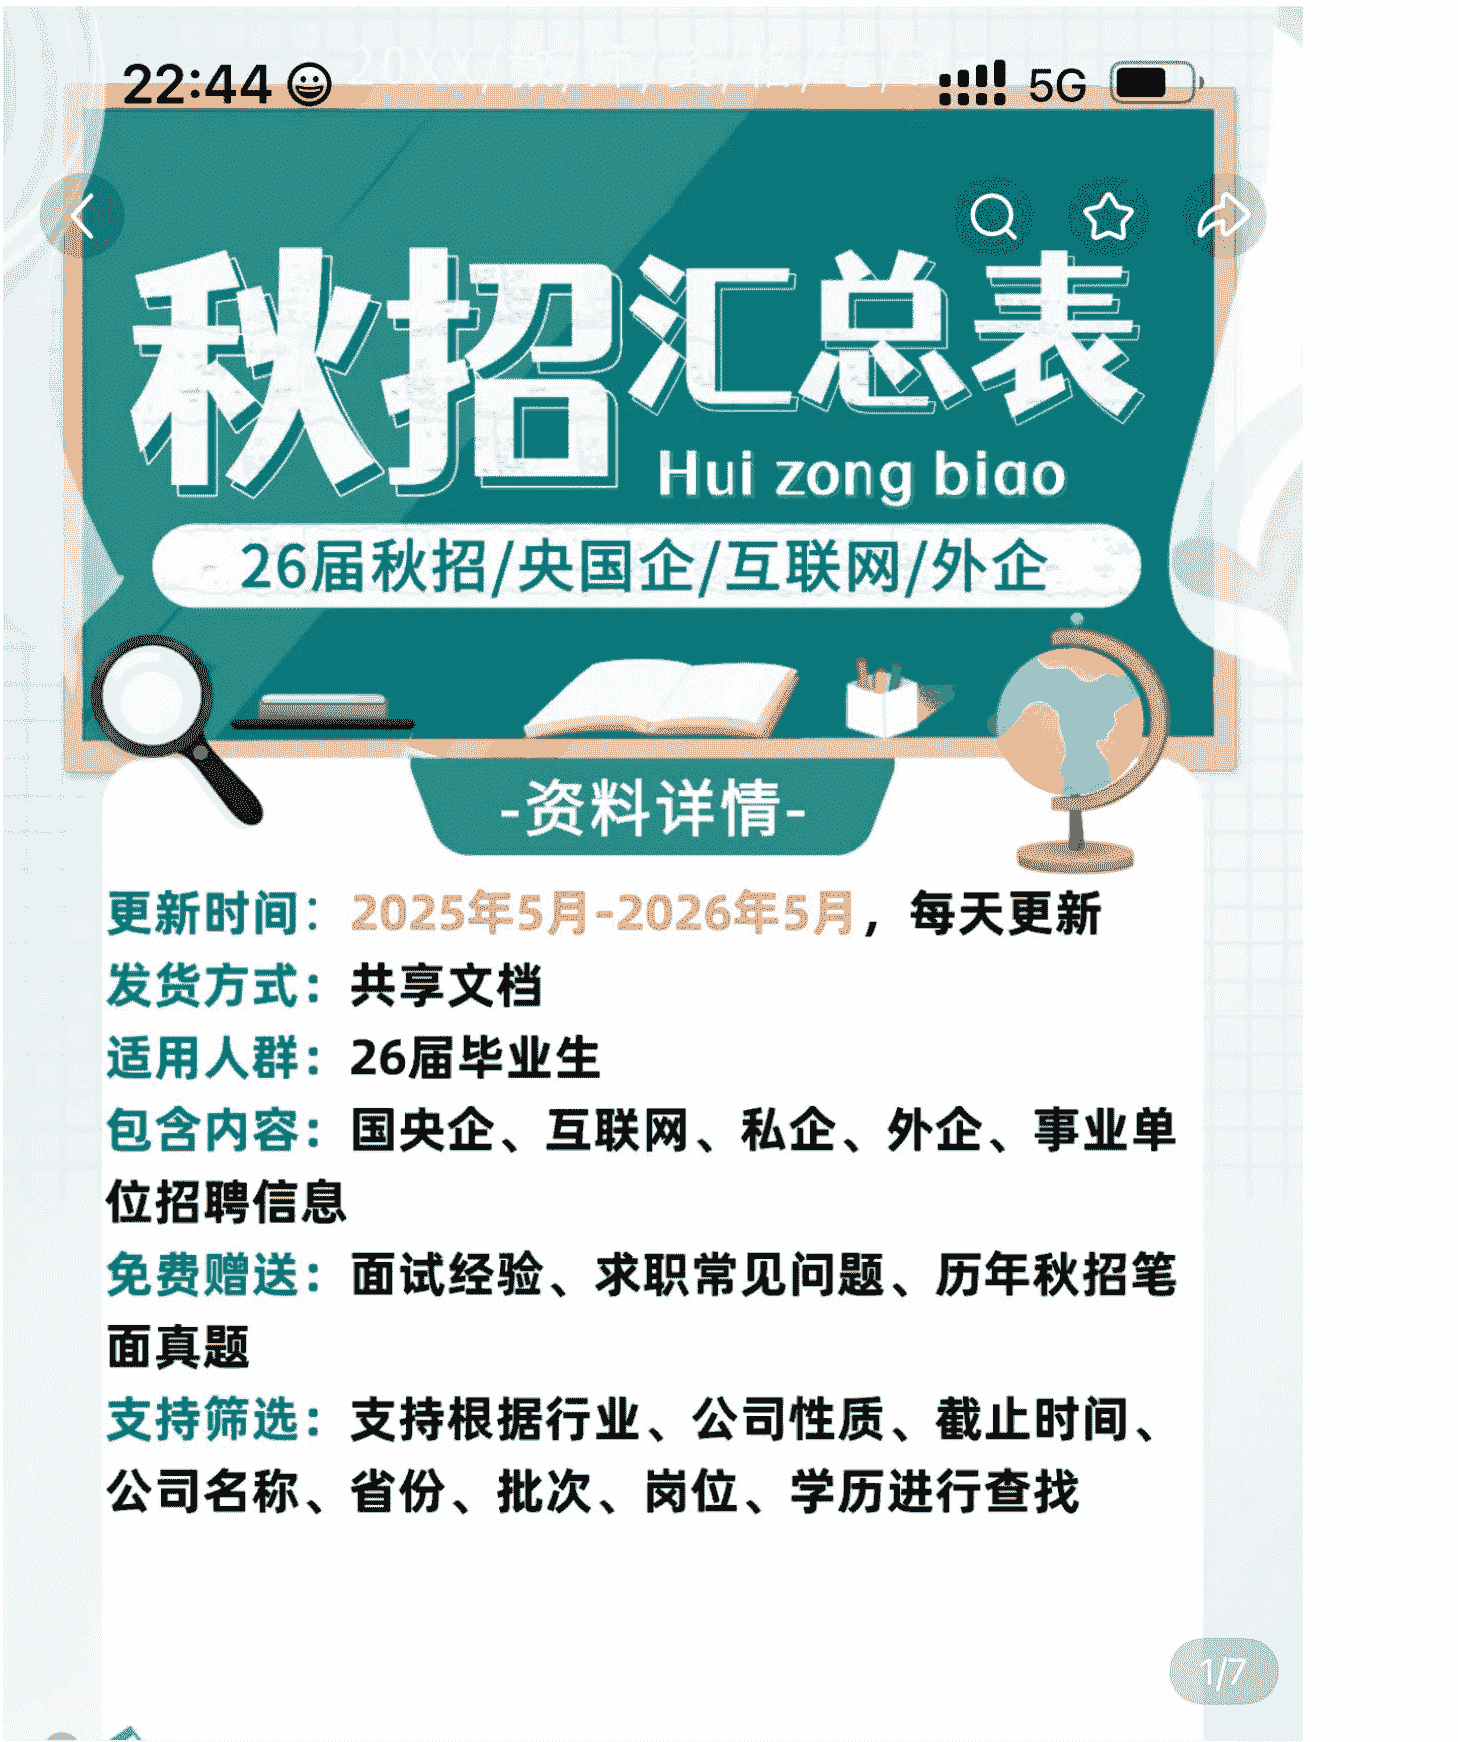 22:44
5G
秋招汇总表
Hui zong biao
26届秋招/央国企/互联网/外企
-资料详情-
更新时间：2025年5月-2026年5月，每天更新
发货方式：共享文档
适用人群：26届毕业生
包含内容：国央企、互联网、私企、外企、事业单
位招聘信息
免费赠送：面试经验、求职常见问题、历年秋招笔
面真题
支持筛选：支持根据行业、公司性质、截止时间、
公司名称、省份、批次、岗位、学历进行查找
1/7